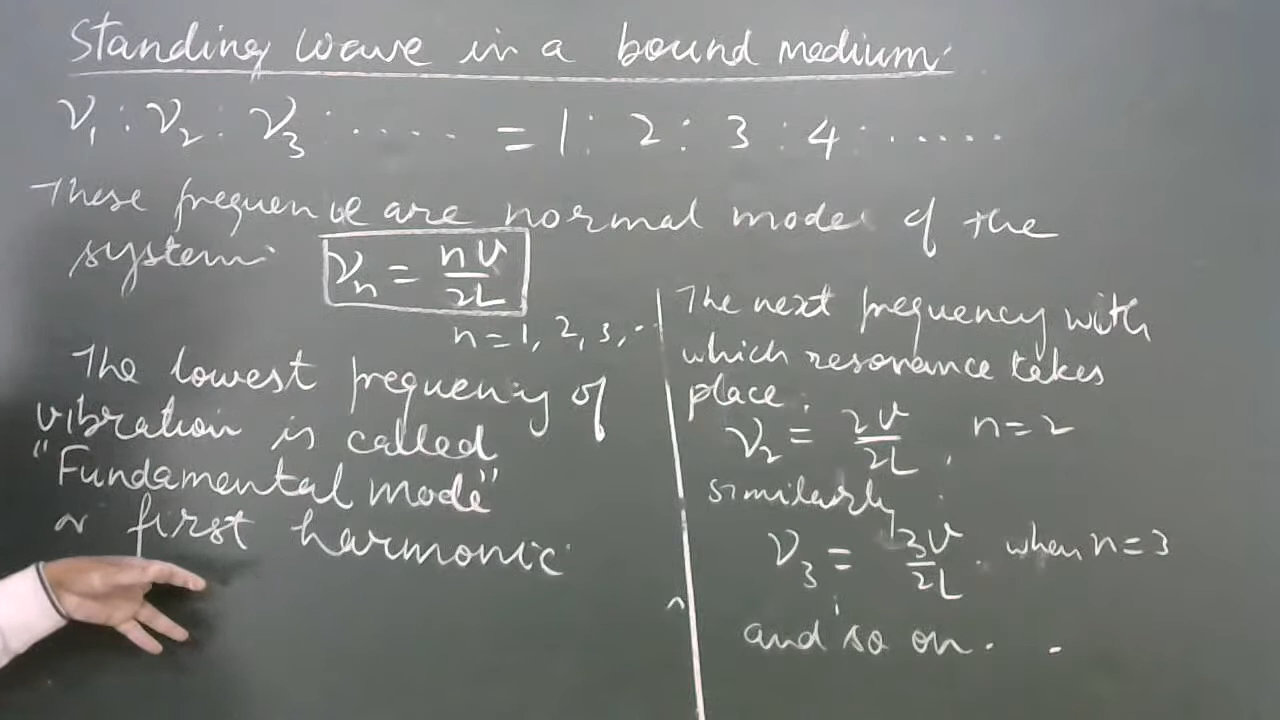 Standing wave in a bound medium.
ν₁ : ν₂ : ν₃ : ..... = 1 : 2 : 3 : 4 : .....
These frequencie are normal mode of the
system.
νₙ = nv/2L
n = 1, 2, 3, ..
The lowest frequency of
vibration is called
"Fundamental mode"
or first harmonic.
The next frequency with
which resonance takes
place.
ν₂ = 2v/2L, n = 2
similarly
ν₃ = 3v/2L. when n = 3
and so on. .